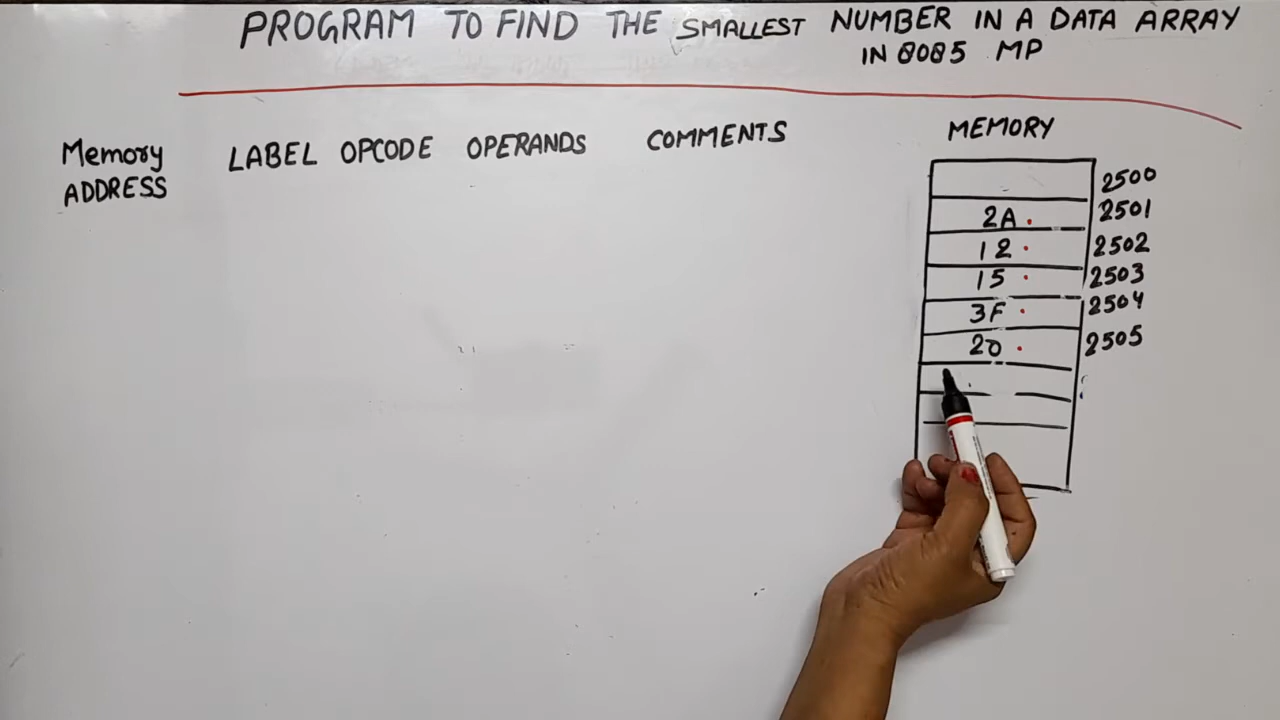 PROGRAM TO FIND THE SMALLEST NUMBER IN A DATA ARRAY
IN 8085 MP
Memory ADDRESS
LABEL OPCODE OPERANDS COMMENTS
MEMORY
2500
2A 2501
12 2502
15 2503
3F 2504
20 2505